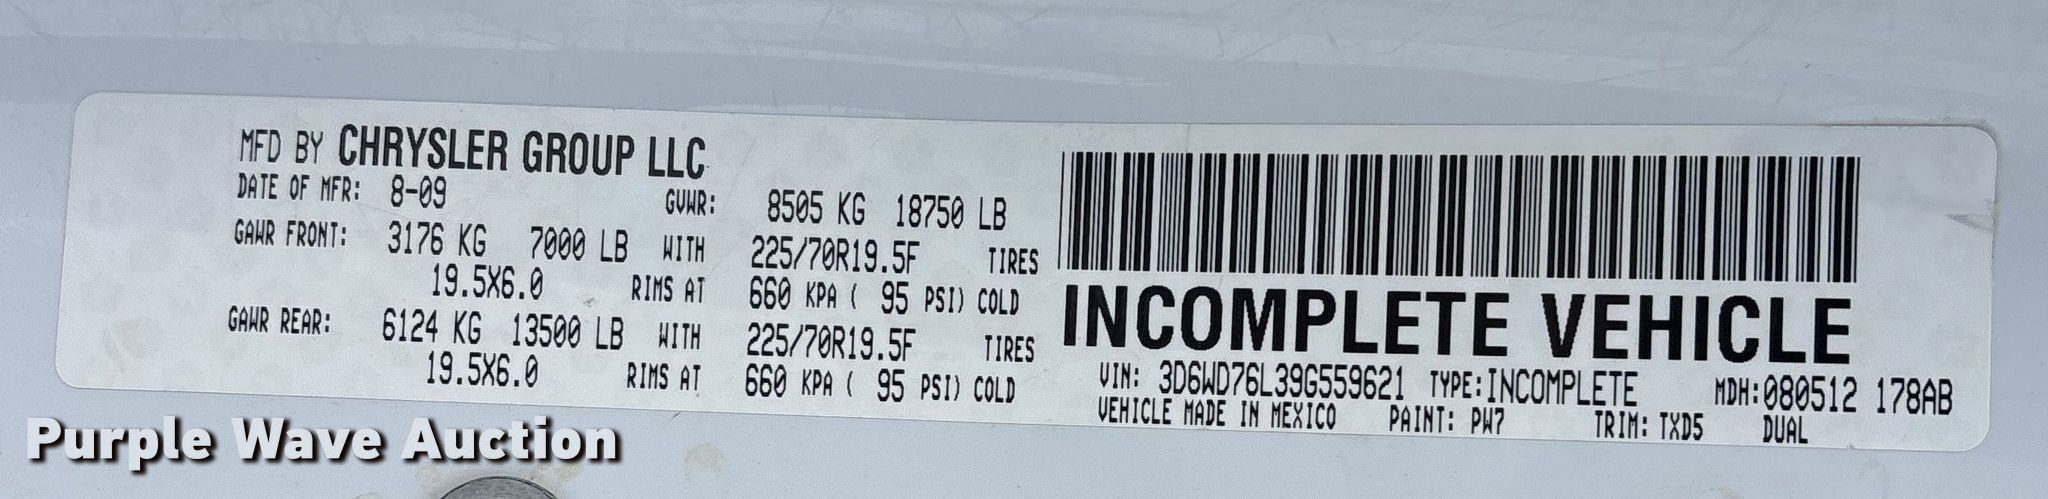 MFD BY CHRYSLER GROUP LLC
DATE OF MFR: 8-09 GVWR: 8505 KG 18750 LB
GAWR FRONT: 3176 KG 7000 LB WITH 225/70R19.5F TIRES
19.5X6.0 RIMS AT 660 KPA ( 95 PSI) COLD
GAWR REAR: 6124 KG 13500 LB WITH 225/70R19.5F TIRES
19.5X6.0 RIMS AT 660 KPA ( 95 PSI) COLD
INCOMPLETE VEHICLE
VIN: 3D6WD76L39G559621 TYPE: INCOMPLETE MDH: 080512 178AB
VEHICLE MADE IN MEXICO PAINT: PW7 TRIM: TXD5 DUAL
Purple Wave Auction